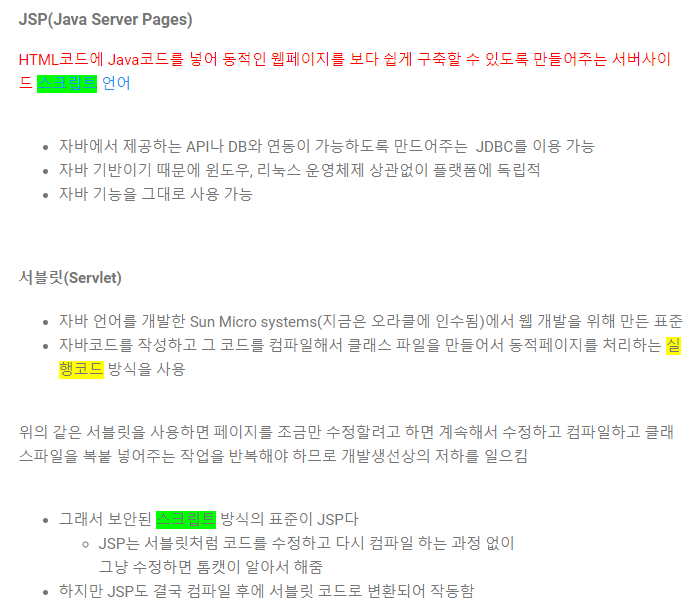 JSP(Java Server Pages)
HTML코드에 Java코드를 넣어 동적인 웹페이지를 보다 쉽게 구축할 수 있도록 만들어주는 서버사이
드 스크립트 언어
자바에서 제공하는 API나 DB와 연동이 가능하도록 만드어주는 JDBC를 이용 가능
자바 기반이기 때문에 윈도우, 리눅스 운영체제 상관없이 플랫폼에 독립적
자바 기능을 그대로 사용 가능
서블릿(Servlet)
자바 언어를 개발한 Sun Micro systems(지금은 오라클에 인수됨)에서 웹 개발을 위해 만든 표준
자바코드를 작성하고 그 코드를 컴파일해서 클래스 파일을 만들어서 동적페이지를 처리하는 실
행코드 방식을 사용
위의 같은 서블릿을 사용하면 페이지를 조금만 수정할려고 하면 계속해서 수정하고 컴파일하고 클래
스파일을 복붙 넣어주는 작업을 반복해야 하므로 개발생선상의 저하를 일으킴
그래서 보안된 스크립트 방식의 표준이 JSP다
JSP는 서블릿처럼 코드를 수정하고 다시 컴파일 하는 과정 없이
그냥 수정하면 톰캣이 알아서 해줌
하지만 JSP도 결국 컴파일 후에 서블릿 코드로 변환되어 작동함